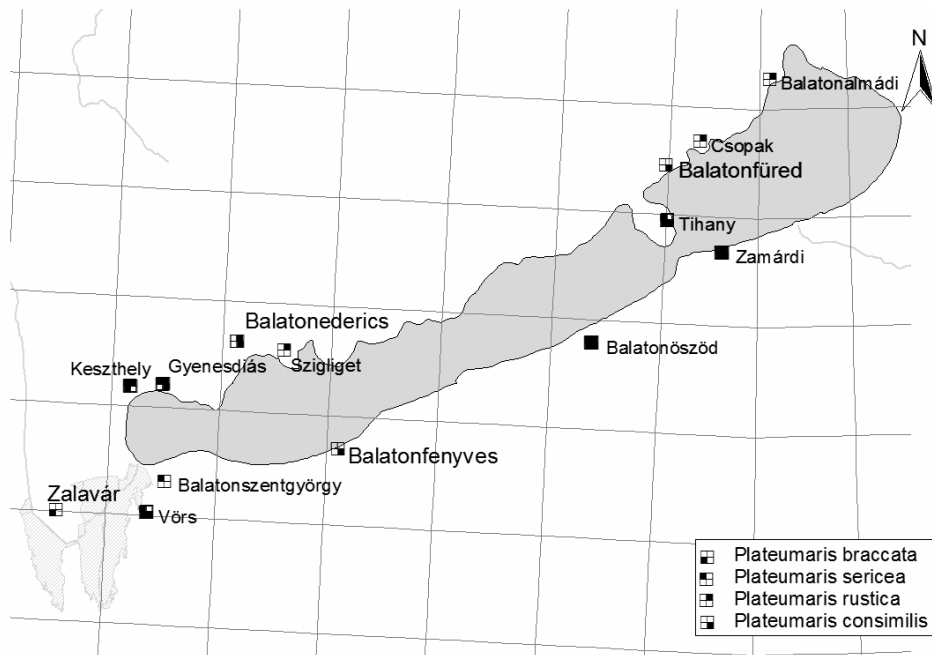 N
Balatonalmádi
Csopak
Balatonfüred
Tihany
Zamárdi
Balatonederics
Balatonöszöd
Szigliget
Keszthely
Gyenesdiás
Balatonfenyves
Balatonszentgyörgy
Zalavár
Vörs
Plateumaris braccata
Plateumaris sericea
Plateumaris rustica
Plateumaris consimilis